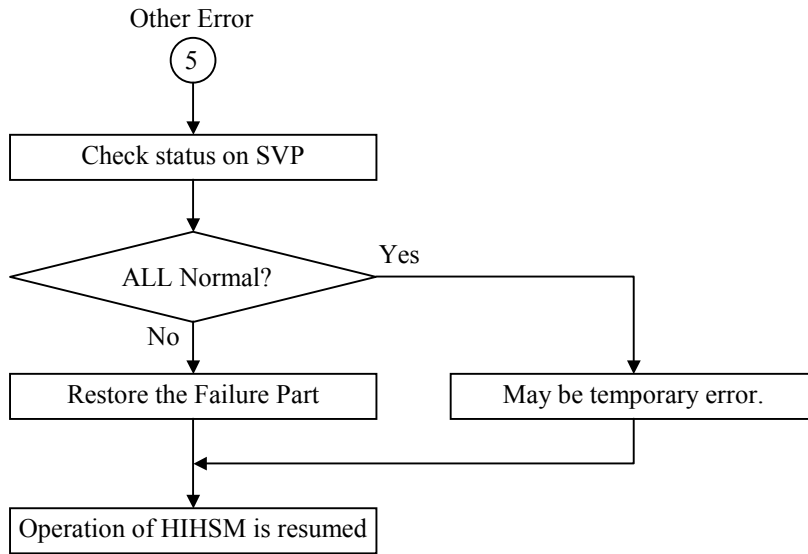 Other Error
5
Check status on SVP
ALL Normal?
Yes
No
Restore the Failure Part
May be temporary error.
Operation of HIHSM is resumed